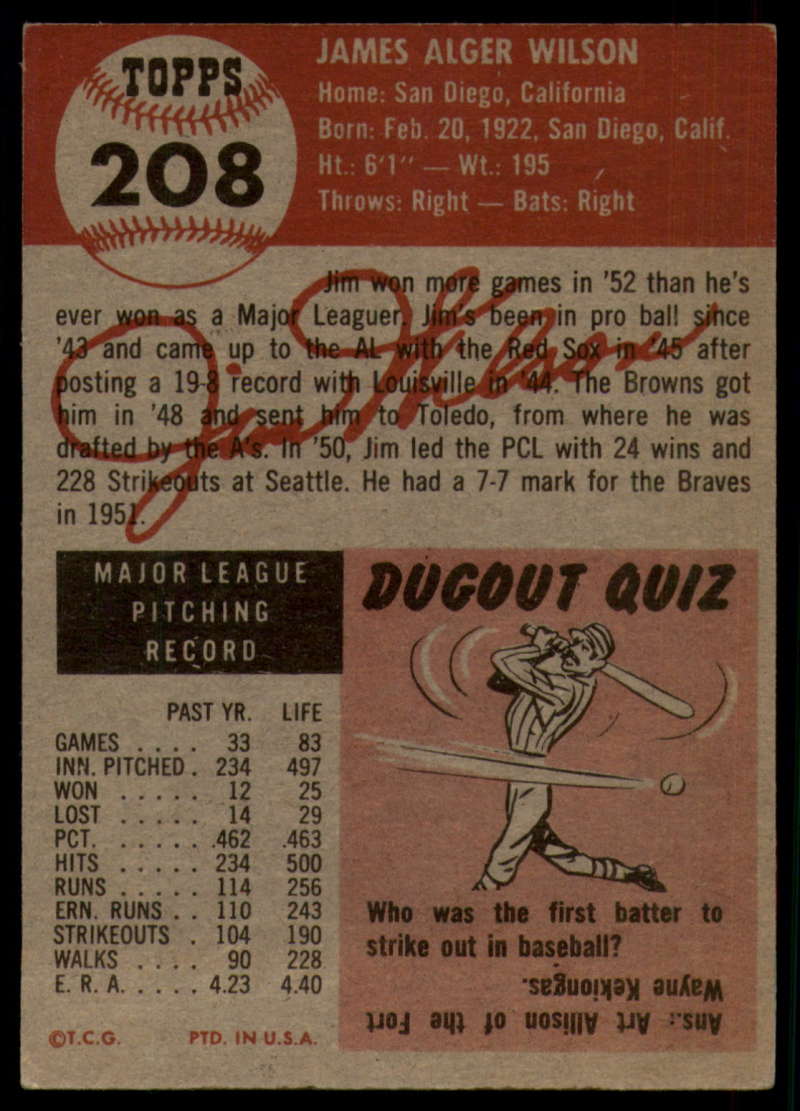 TOPPS
208
JAMES ALGER WILSON
Home: San Diego, California
Born: Feb. 20, 1922, San Diego, Calif.
Ht.: 6'1" — Wt.: 195
Throws: Right — Bats: Right
Jim won more games in '52 than he's
ever won as a Major Leaguer. Jim's been in pro ball since
'43 and came up to the AL with the Red Sox in '45 after
posting a 19-8 record with Louisville in '44. The Browns got
him in '48 and sent him to Toledo, from where he was
drafted by the A's. In '50, Jim led the PCL with 24 wins and
228 Strikeouts at Seattle. He had a 7-7 mark for the Braves
in 1951.
Jim Wilson
MAJOR LEAGUE
PITCHING
RECORD
PAST YR. LIFE
GAMES . . . . 33 83
INN. PITCHED . 234 497
WON . . . . . 12 25
LOST . . . . . 14 29
PCT. . . . . . .462 .463
HITS . . . . . 234 500
RUNS . . . . . 114 256
ERN. RUNS . . 110 243
STRIKEOUTS . 104 190
WALKS . . . . 90 228
E. R. A. . . . . . 4.23 4.40
©T.C.G. PTD. IN U.S.A.
DUGOUT QUIZ
Who was the first batter to
strike out in baseball?
Ans.: Art Allison of the Fort
Wayne Kekiongas.